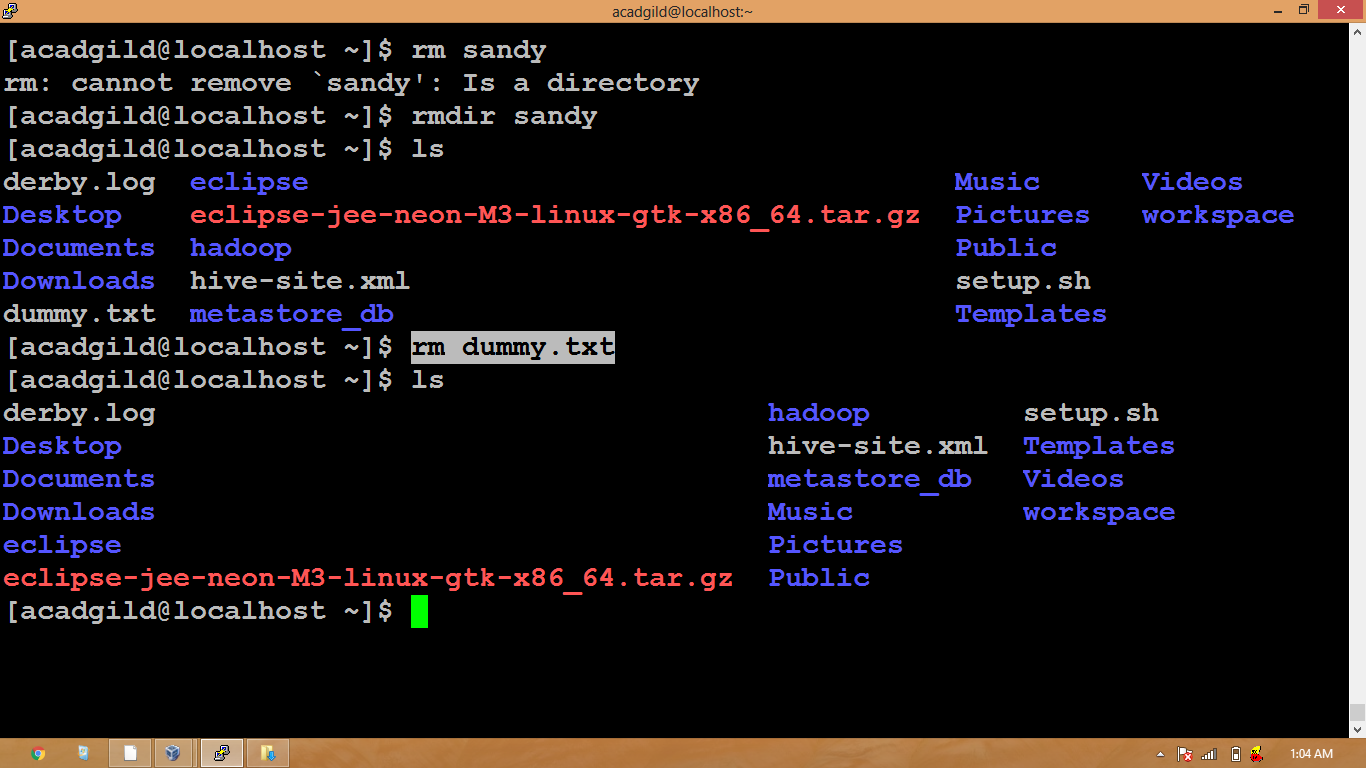 acadgild@localhost:~
[acadgild@localhost ~]$ rm sandy
rm: cannot remove `sandy': Is a directory
[acadgild@localhost ~]$ rmdir sandy
[acadgild@localhost ~]$ ls
derby.log eclipse Music Videos
Desktop eclipse-jee-neon-M3-linux-gtk-x86_64.tar.gz Pictures workspace
Documents hadoop Public
Downloads hive-site.xml setup.sh
dummy.txt metastore_db Templates
[acadgild@localhost ~]$ rm dummy.txt
[acadgild@localhost ~]$ ls
derby.log hadoop setup.sh
Desktop hive-site.xml Templates
Documents metastore_db Videos
Downloads Music workspace
eclipse Pictures
eclipse-jee-neon-M3-linux-gtk-x86_64.tar.gz Public
[acadgild@localhost ~]$
1:04 AM